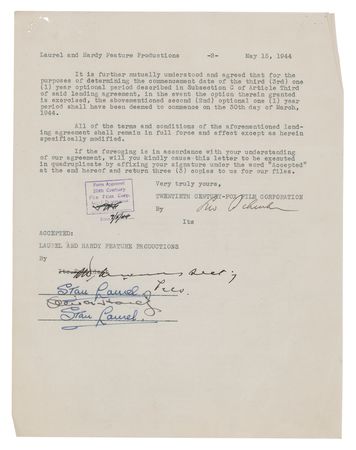 Laurel and Hardy Feature Productions -2- May 15, 1944
It is further mutually understood and agreed that for the
purposes of determining the commencement date of the third (3rd) one
(1) year optional period described in Subsection C of Article Third
of said lending agreement, in the event the option therein granted
is exercised, the abovementioned second (2nd) optional one (1) year
period shall have been deemed to commence on the 30th day of March,
1944.
All of the terms and conditions of the aforementioned lend-
ing agreement shall remain in full force and effect except as herein
specifically modified.
If the foregoing is in accordance with your understanding
of our agreement, will you kindly cause this letter to be executed
in quadruplicate by affixing your signature under the word "Accepted"
at the end hereof and return three (3) copies to us for our files.
Very truly yours,
Form Approved
20th Century
Fox Film Corp.
TWENTIETH CENTURY-FOX FILM CORPORATION
By
Its
ACCEPTED:
LAUREL AND HARDY FEATURE PRODUCTIONS
By
Stan Laurel
Stan Laurel.